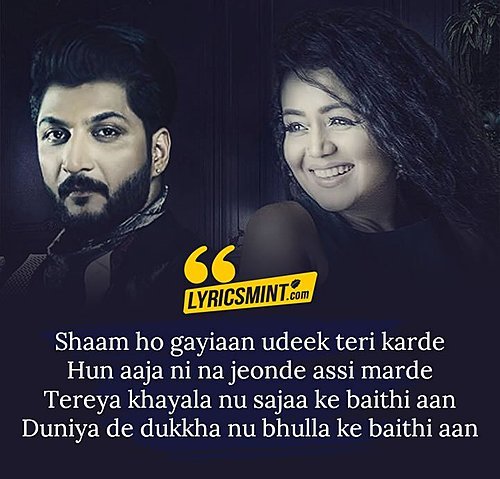 LYRICSMINT.com
Shaam ho gayiaan udeek teri karde
Hun aaja ni na jeonde assi marde
Tereya khayala nu sajaa ke baithi aan
Duniya de dukkha nu bhulla ke baithi aan